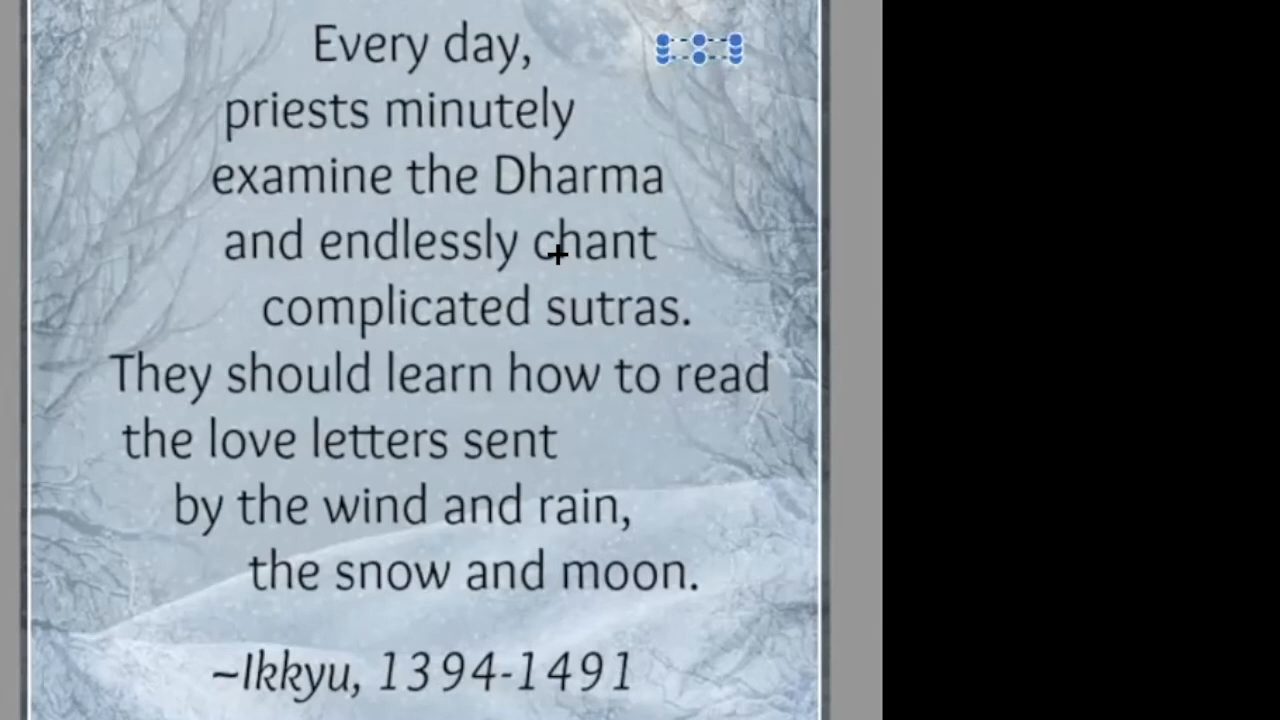 Every day,
priests minutely
examine the Dharma
and endlessly chant
complicated sutras.
They should learn how to read
the love letters sent
by the wind and rain,
the snow and moon.
~Ikkyu, 1394-1491